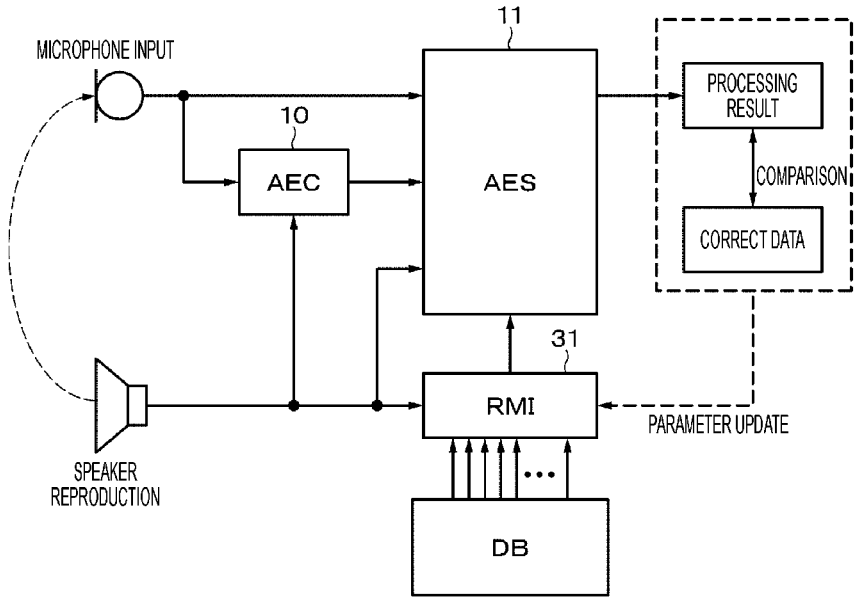 11
MICROPHONE INPUT
PROCESSING
RESULT
10
AEC
AES
COMPARISON
CORRECT DATA
31
RMI
PARAMETER UPDATE
SPEAKER
REPRODUCTION
DB